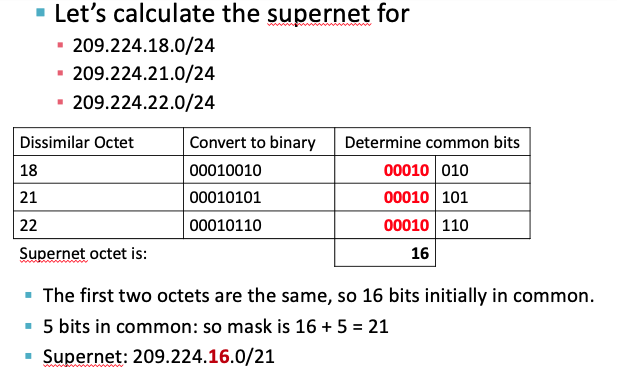 Let's calculate the supernet for
209.224.18.0/24
209.224.21.0/24
209.224.22.0/24
Dissimilar Octet Convert to binary Determine common bits
18 00010010 00010 010
21 00010101 00010 101
22 00010110 00010 110
Supernet octet is: 16
The first two octets are the same, so 16 bits initially in common.
5 bits in common: so mask is 16 + 5 = 21
Supernet: 209.224.16.0/21